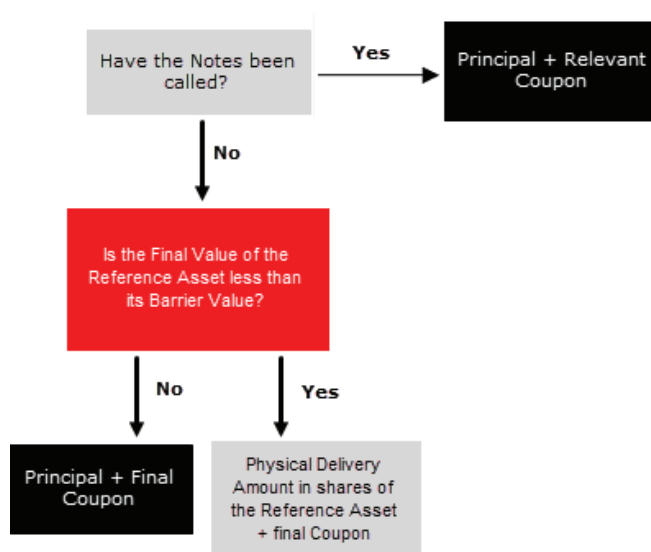 Have the Notes been
called?
Yes
Principal + Relevant
Coupon
No
Is the Final Value of the
Reference Asset less than
its Barrier Value?
No
Yes
Principal + Final
Coupon
Physical Delivery
Amount in shares of
the Reference Asset
+ final Coupon